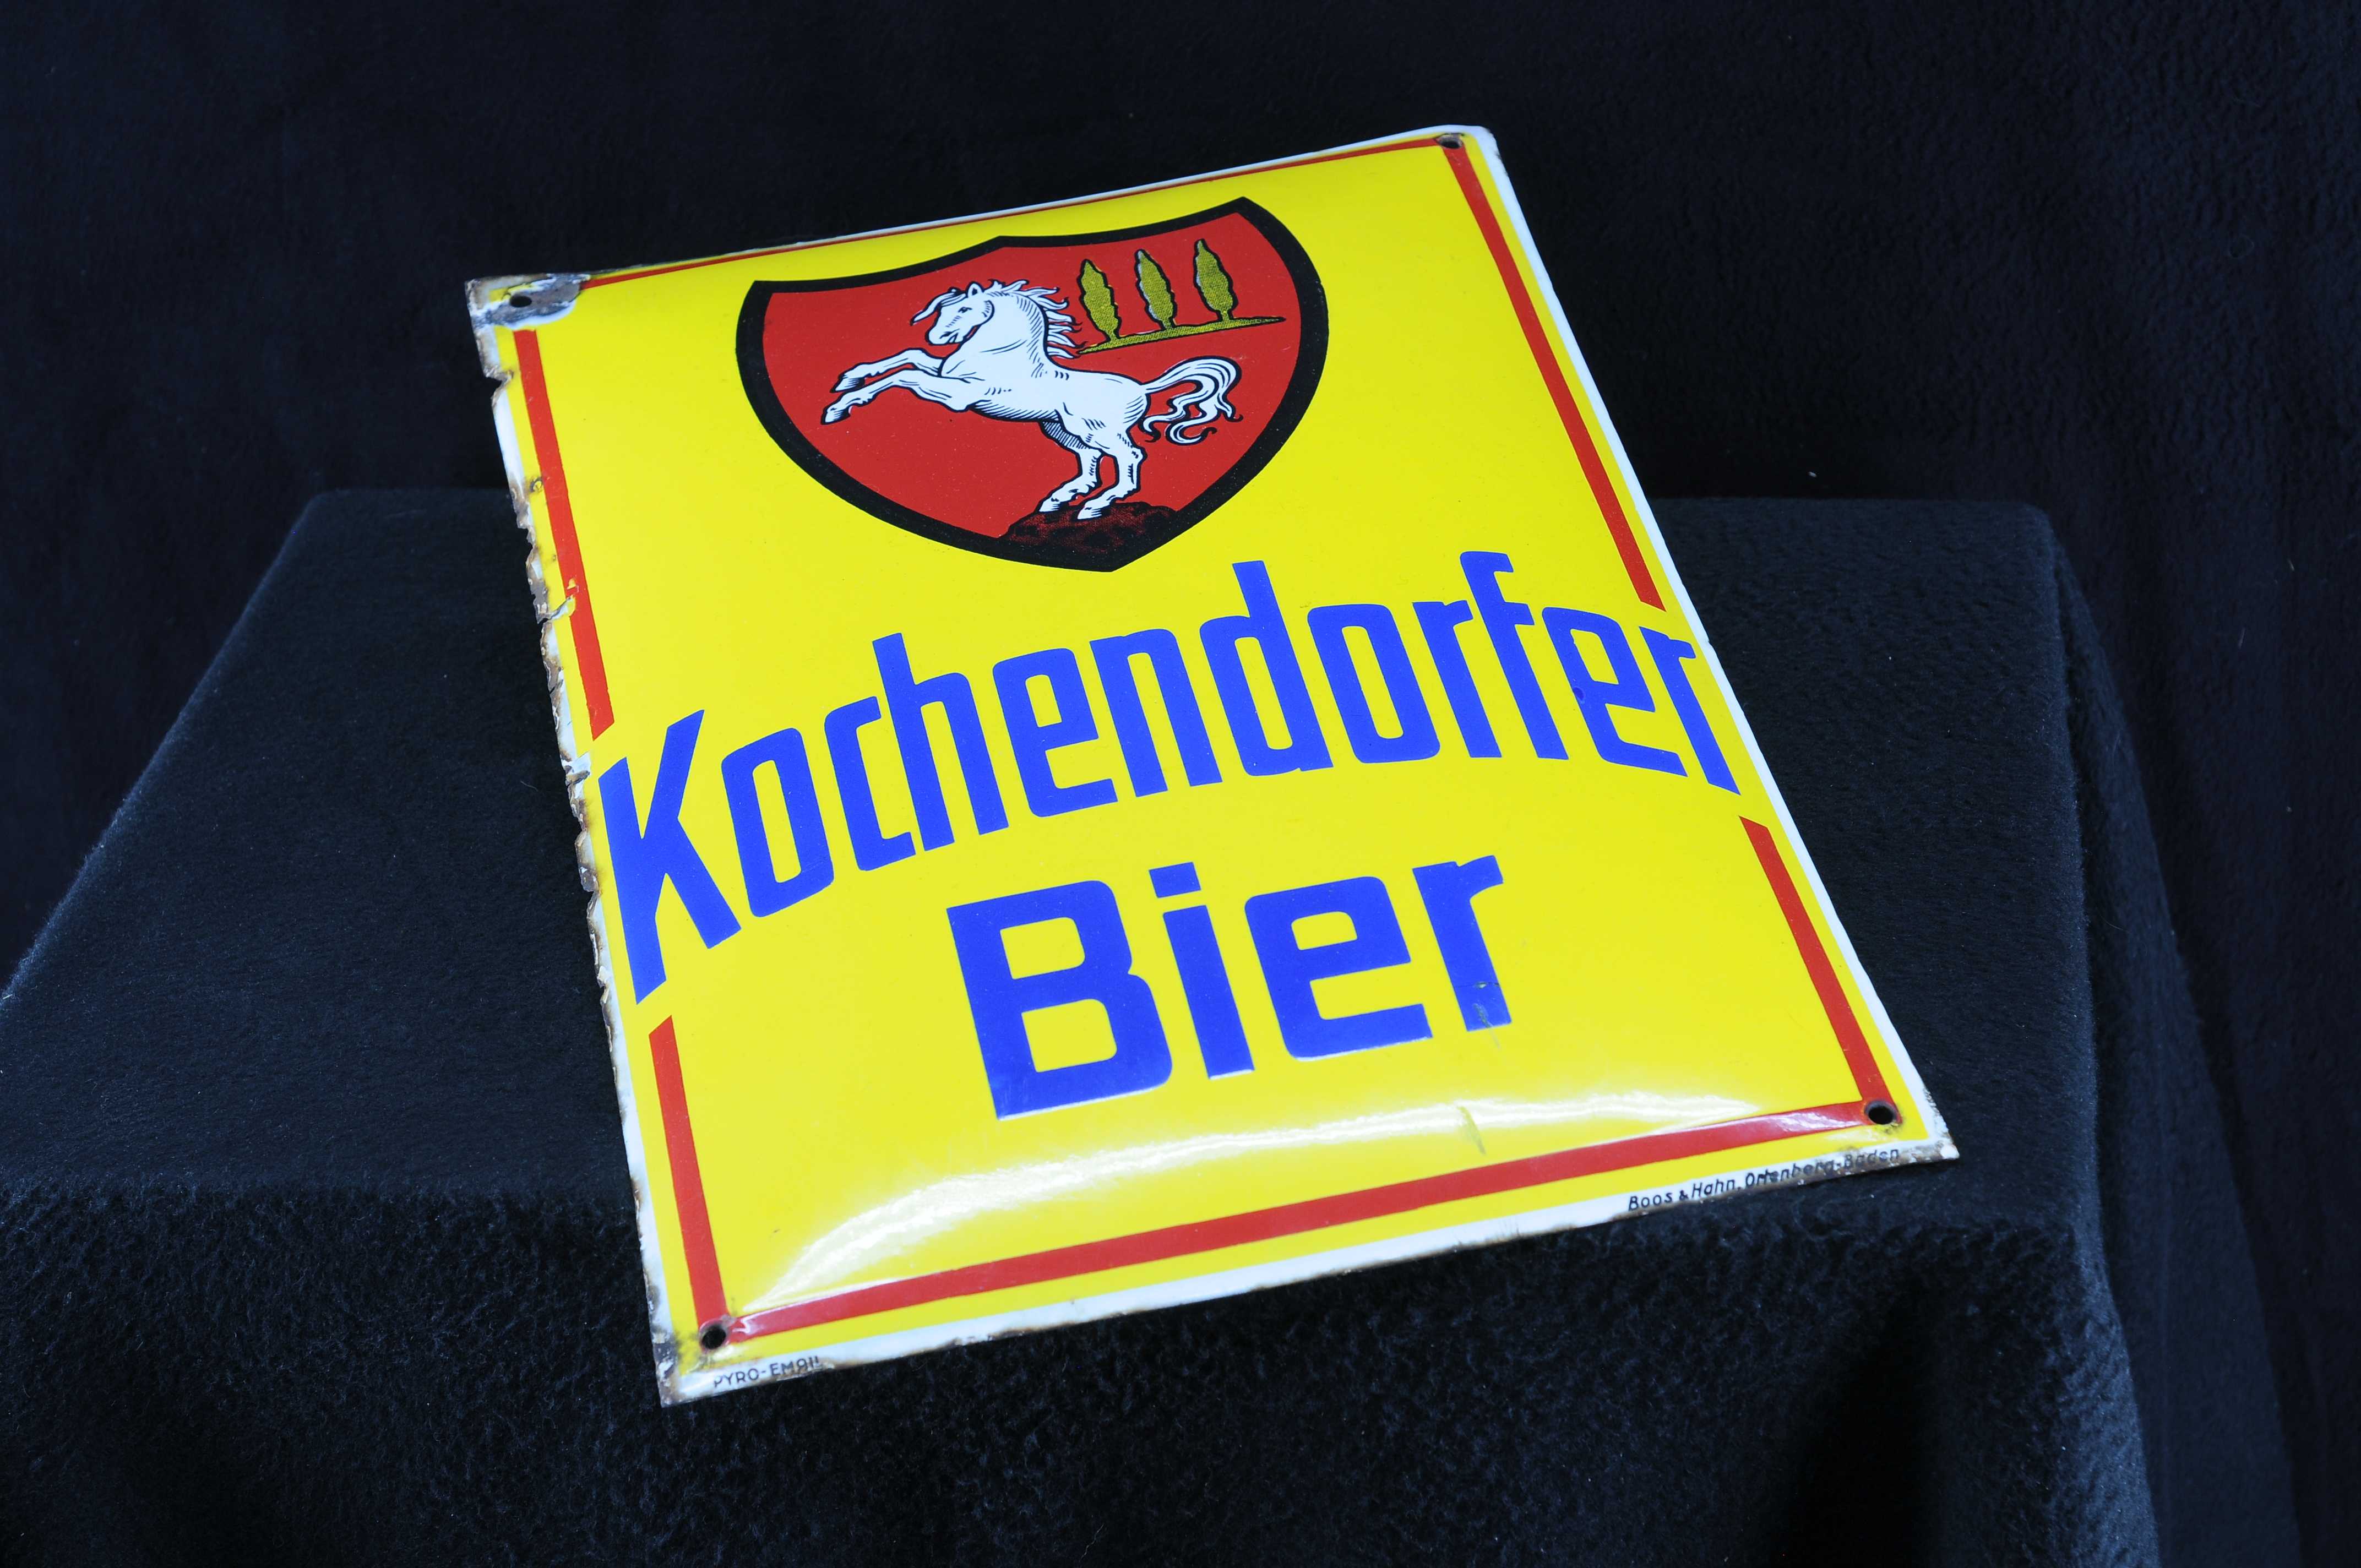 Kochendorfer
Bier
PYRO-EMAIL
Boos & Hahn, Ortenberg-Baden